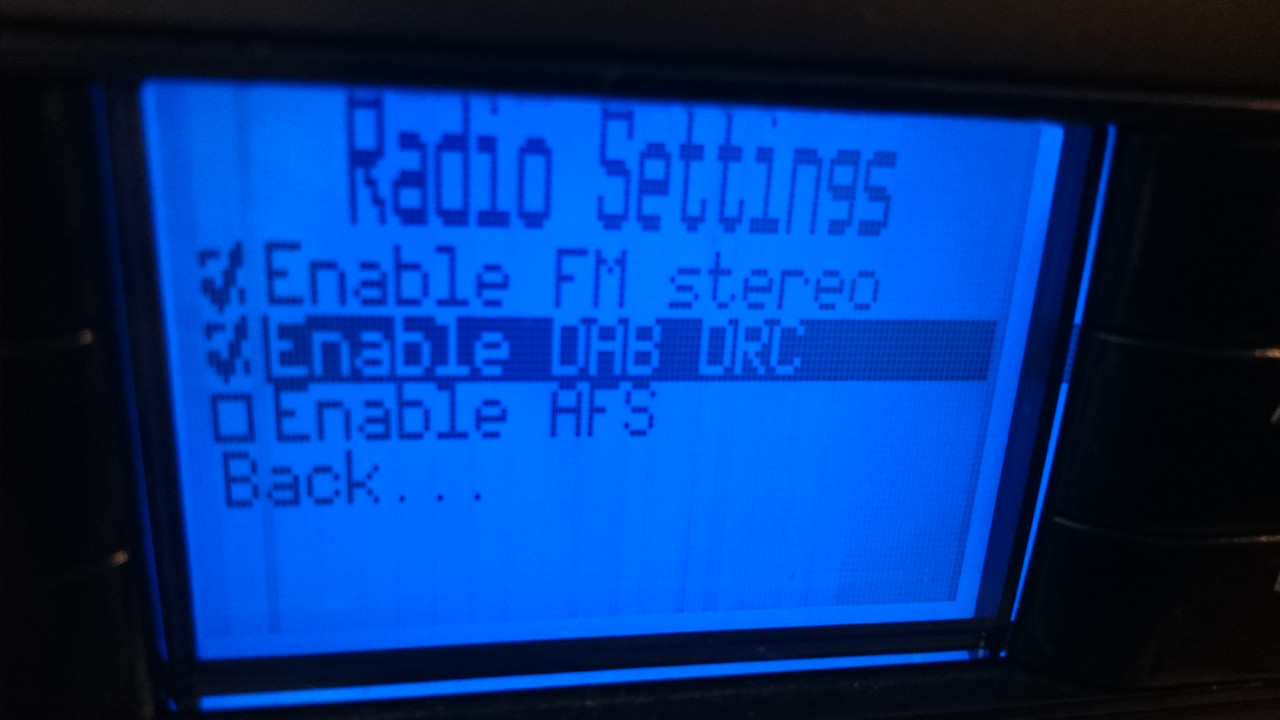 Radio Settings
Enable FM stereo
Enable DAB DRC
Enable AFS
Back...